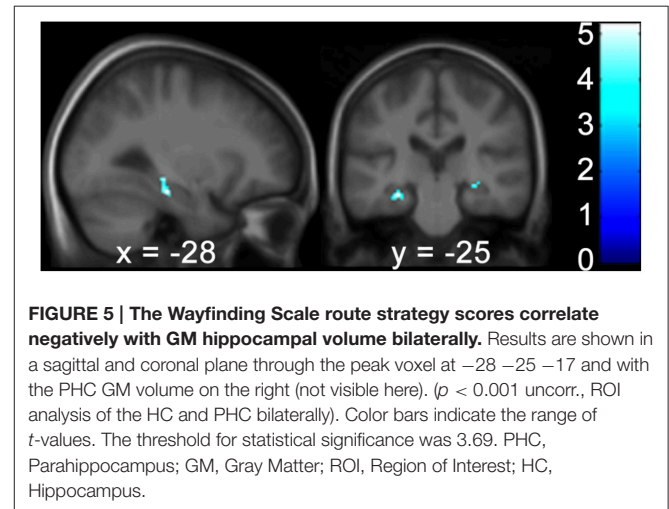 5
4
3
2
1
0
x = -28
y = -25
FIGURE 5 | The Wayfinding Scale route strategy scores correlate
negatively with GM hippocampal volume bilaterally. Results are shown in
a sagittal and coronal plane through the peak voxel at −28 −25 −17 and with
the PHC GM volume on the right (not visible here). (p < 0.001 uncorr., ROI
analysis of the HC and PHC bilaterally). Color bars indicate the range of
t-values. The threshold for statistical significance was 3.69. PHC,
Parahippocampus; GM, Gray Matter; ROI, Region of Interest; HC,
Hippocampus.